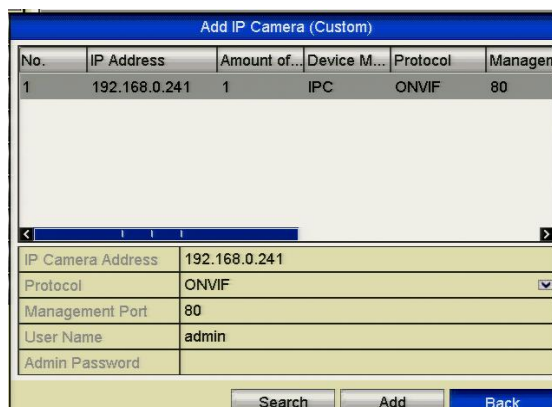 Add IP Camera (Custom)
No. IP Address Amount of... Device M... Protocol Managem
1 192.168.0.241 1 IPC ONVIF 80
IP Camera Address 192.168.0.241
Protocol ONVIF
Management Port 80
User Name admin
Admin Password
Search Add Back